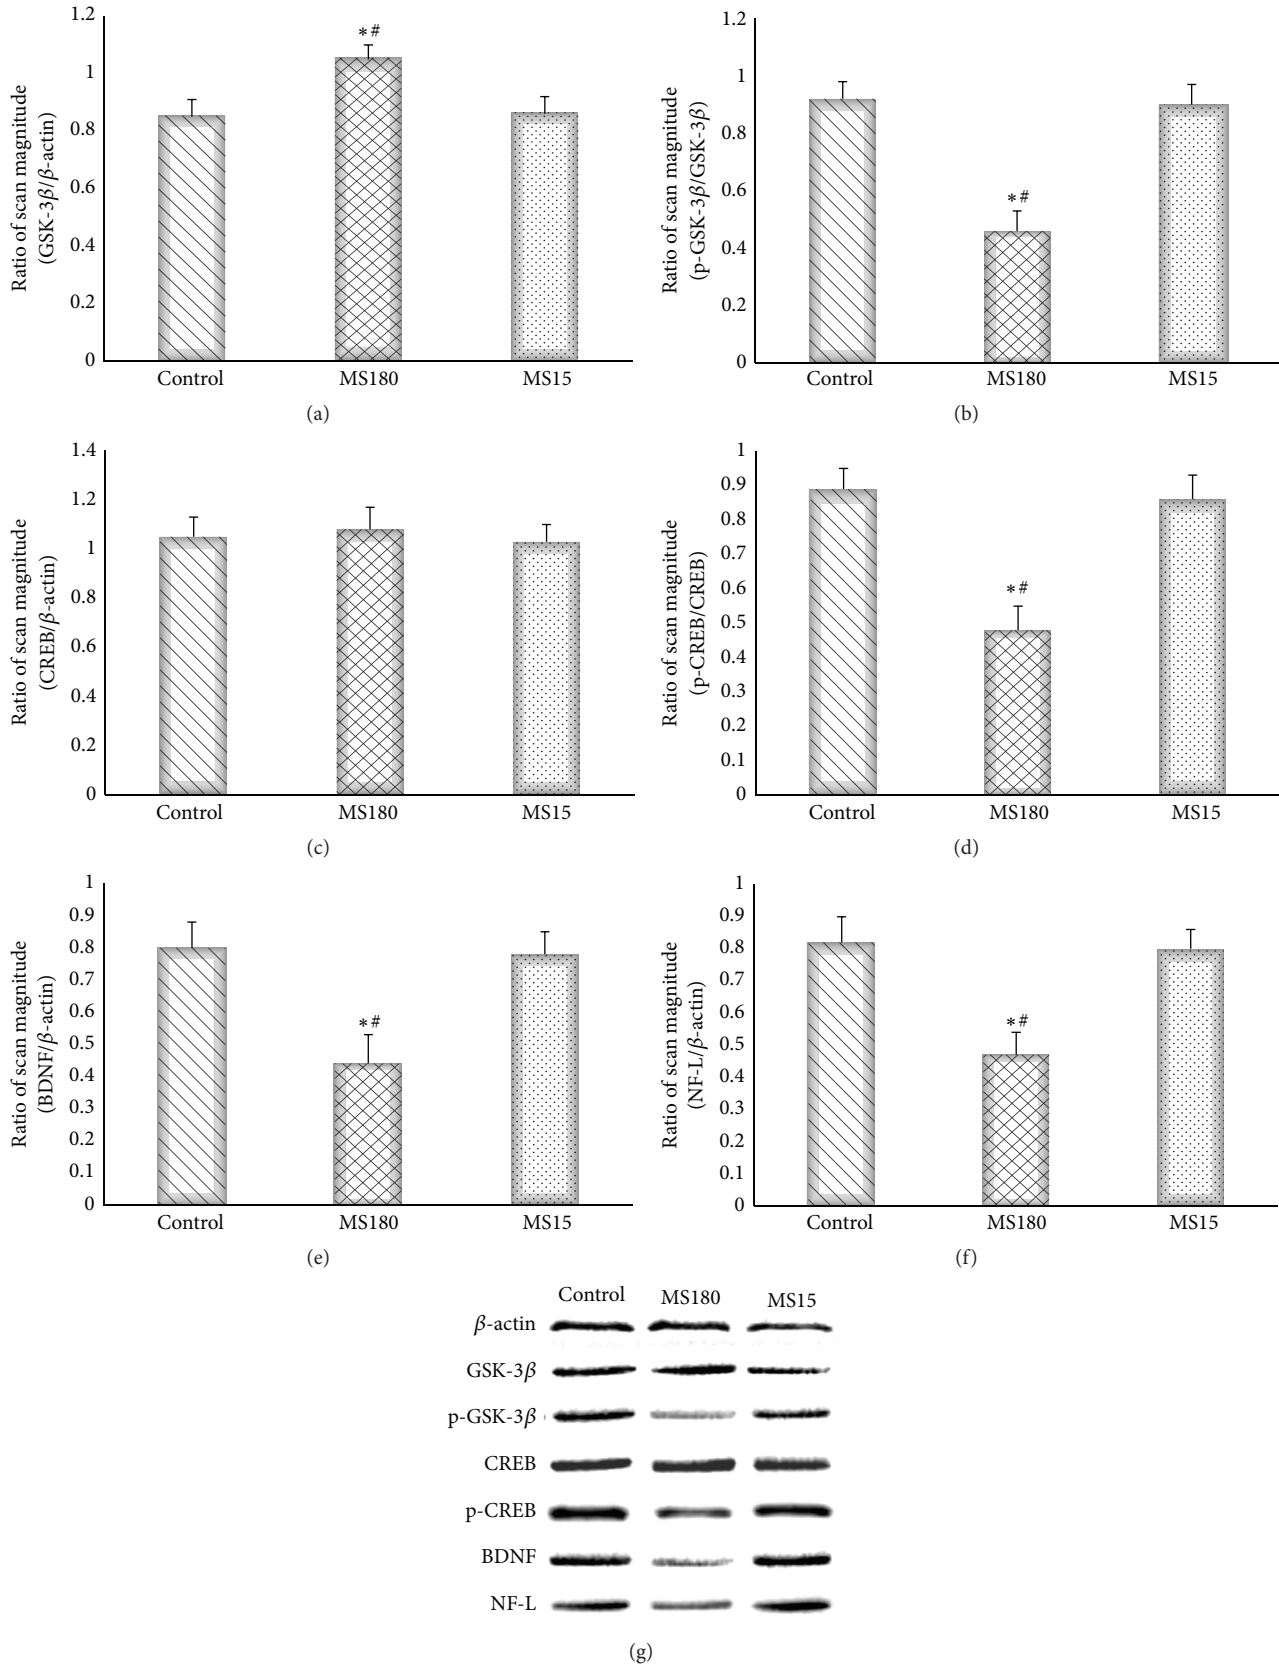 Ratio of scan magnitude
(GSK-3β/β-actin)
1.2
1
0.8
0.6
0.4
0.2
0
*#
Control MS180 MS15
(a)
Ratio of scan magnitude
(p-GSK-3β/GSK-3β)
1.2
1
0.8
0.6
0.4
0.2
0
*#
Control MS180 MS15
(b)
Ratio of scan magnitude
(CREB/β-actin)
1.4
1.2
1
0.8
0.6
0.4
0.2
0
Control MS180 MS15
(c)
Ratio of scan magnitude
(p-CREB/CREB)
1
0.9
0.8
0.7
0.6
0.5
0.4
0.3
0.2
0.1
0
*#
Control MS180 MS15
(d)
Ratio of scan magnitude
(BDNF/β-actin)
1
0.9
0.8
0.7
0.6
0.5
0.4
0.3
0.2
0.1
0
*#
Control MS180 MS15
(e)
Ratio of scan magnitude
(NF-L/β-actin)
1
0.9
0.8
0.7
0.6
0.5
0.4
0.3
0.2
0.1
0
*#
Control MS180 MS15
(f)
Control MS180 MS15
β-actin
GSK-3β
p-GSK-3β
CREB
p-CREB
BDNF
NF-L
(g)